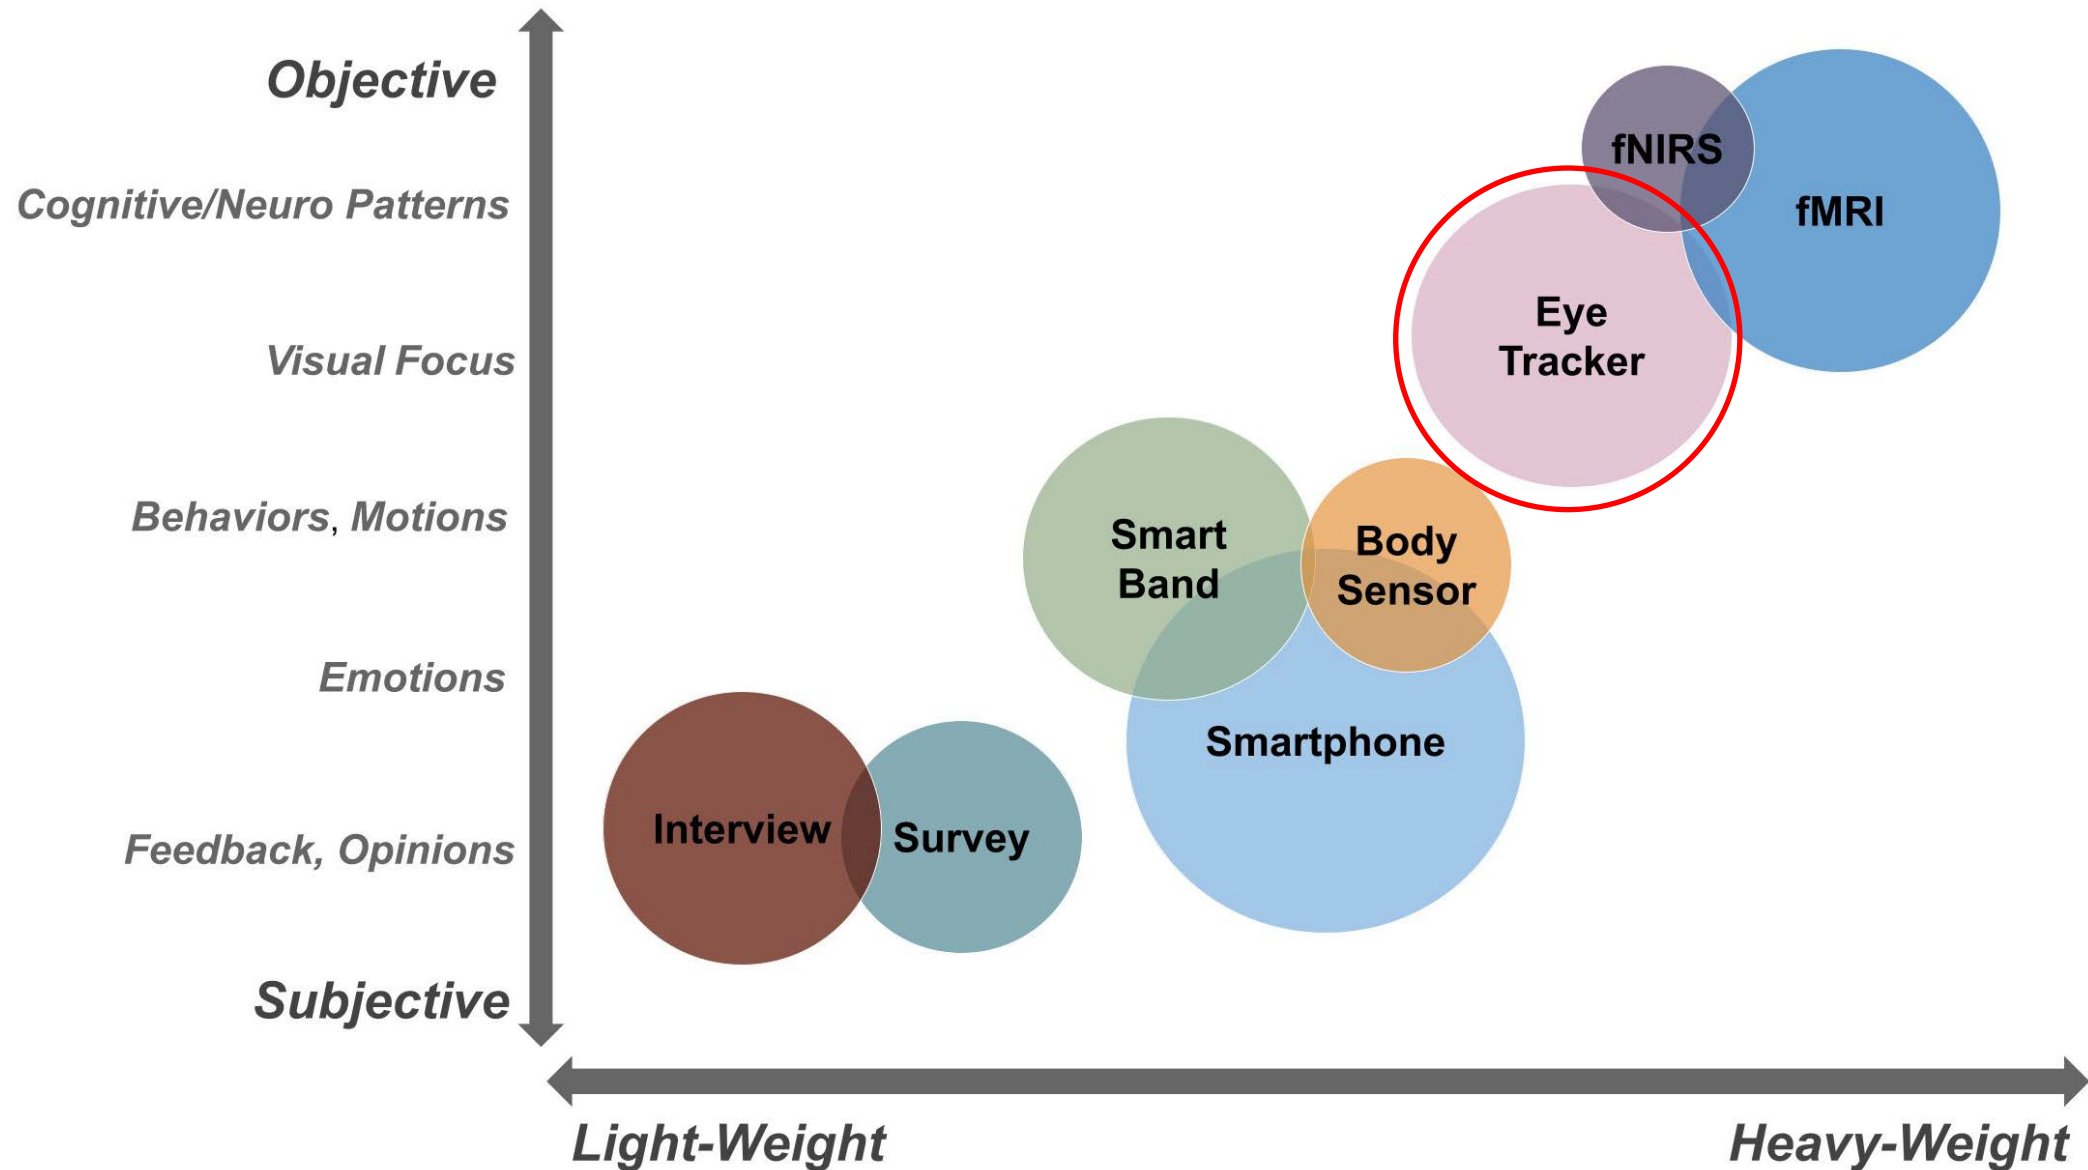 Objective
Cognitive/Neuro Patterns
Visual Focus
Behaviors, Motions
Emotions
Feedback, Opinions
Subjective
fNIRS
fMRI
Eye
Tracker
Smart
Band
Body
Sensor
Smartphone
Interview
Survey
Light-Weight
Heavy-Weight